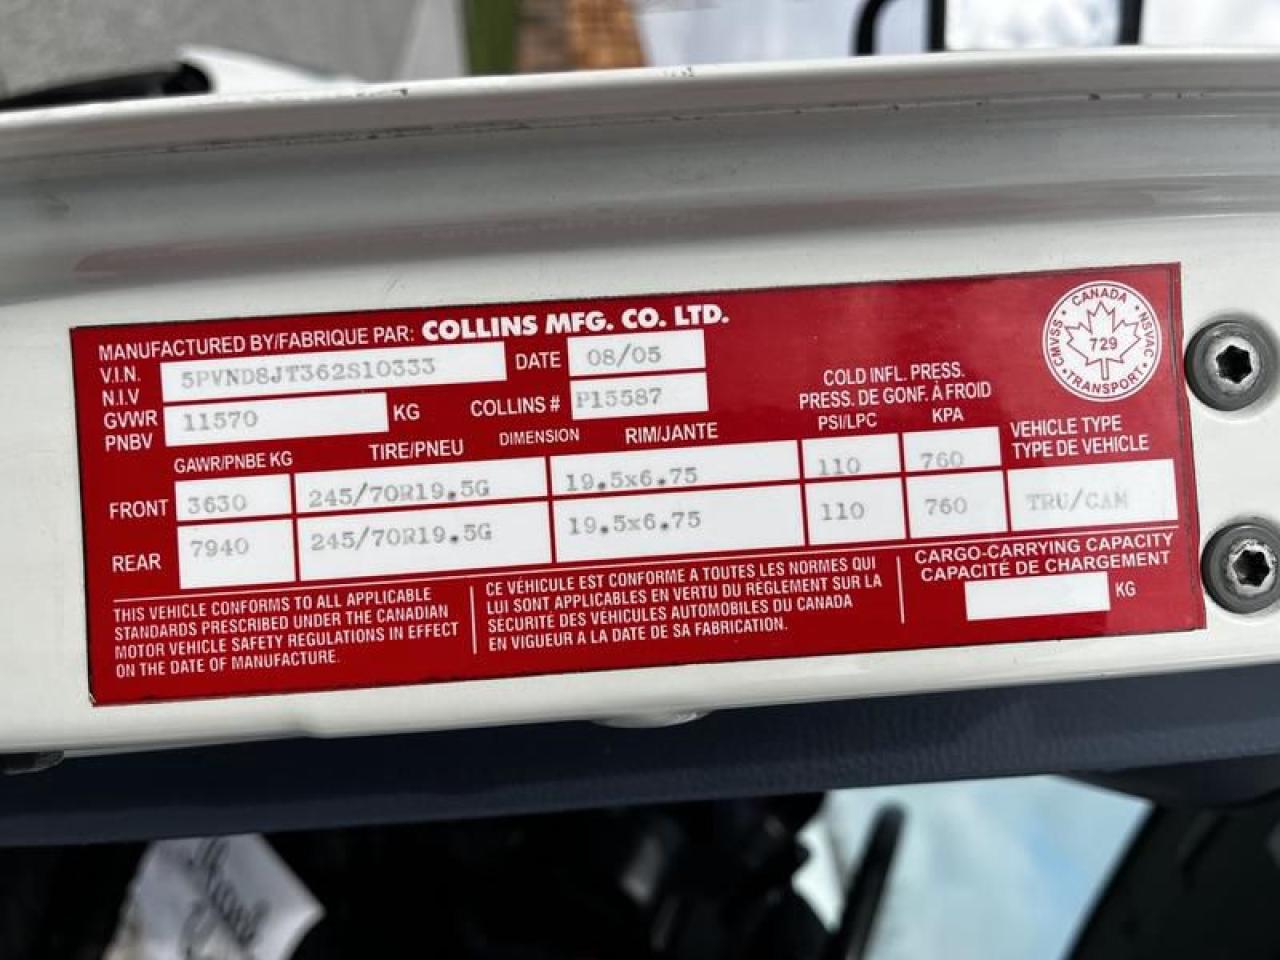 MANUFACTURED BY/FABRIQUE PAR: COLLINS MFG. CO. LTD.
V.I.N. 5PVND8JT362S10333 DATE 08/05
N.I.V
GVWR 11570 KG COLLINS # P15587
PNBV
COLD INFL. PRESS.
PRESS. DE GONF. À FROID
GAWR/PNBE KG TIRE/PNEU DIMENSION RIM/JANTE PSI/LPC KPA VEHICLE TYPE
TYPE DE VEHICLE
FRONT 3630 245/70R19.5G 19.5x6.75 110 760
REAR 7940 245/70R19.5G 19.5x6.75 110 760 TRU/CAM
CARGO-CARRYING CAPACITY
CAPACITÉ DE CHARGEMENT
KG
THIS VEHICLE CONFORMS TO ALL APPLICABLE
STANDARDS PRESCRIBED UNDER THE CANADIAN
MOTOR VEHICLE SAFETY REGULATIONS IN EFFECT
ON THE DATE OF MANUFACTURE.
CE VÉHICULE EST CONFORME A TOUTES LES NORMES QUI
LUI SONT APPLICABLES EN VERTU DU RÈGLEMENT SUR LA
SÉCURITÉ DES VÉHICULES AUTOMOBILES DU CANADA
EN VIGUEUR A LA DATE DE SA FABRICATION.
CANADA
CMVSS 729 NSVAC
TRANSPORT